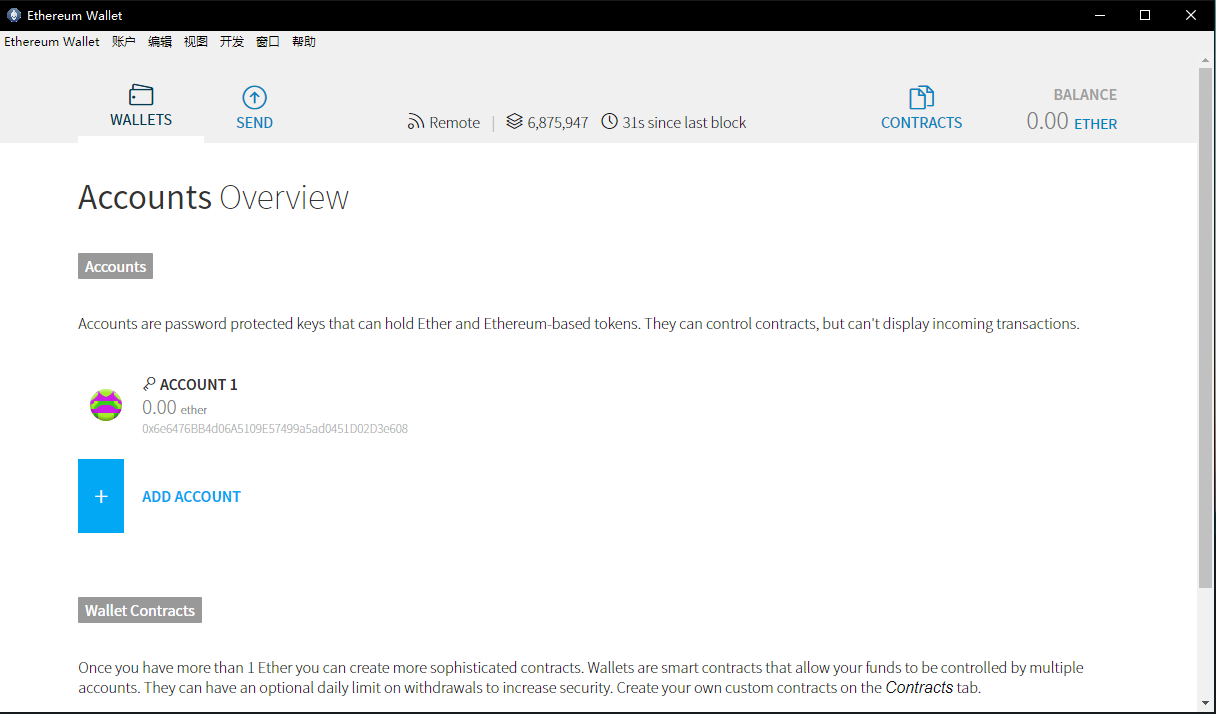 Ethereum Wallet
Ethereum Wallet 账户 编辑 视图 开发 窗口 帮助
WALLETS
SEND
Remote | 6,875,947 31s since last block
CONTRACTS
BALANCE
0.00 ETHER
Accounts Overview
Accounts
Accounts are password protected keys that can hold Ether and Ethereum-based tokens. They can control contracts, but can't display incoming transactions.
ACCOUNT 1
0.00 ether
0x6e6476BB4d06A5109E57499a5ad0451D02D3e608
+ ADD ACCOUNT
Wallet Contracts
Once you have more than 1 Ether you can create more sophisticated contracts. Wallets are smart contracts that allow your funds to be controlled by multiple
accounts. They can have an optional daily limit on withdrawals to increase security. Create your own custom contracts on the Contracts tab.